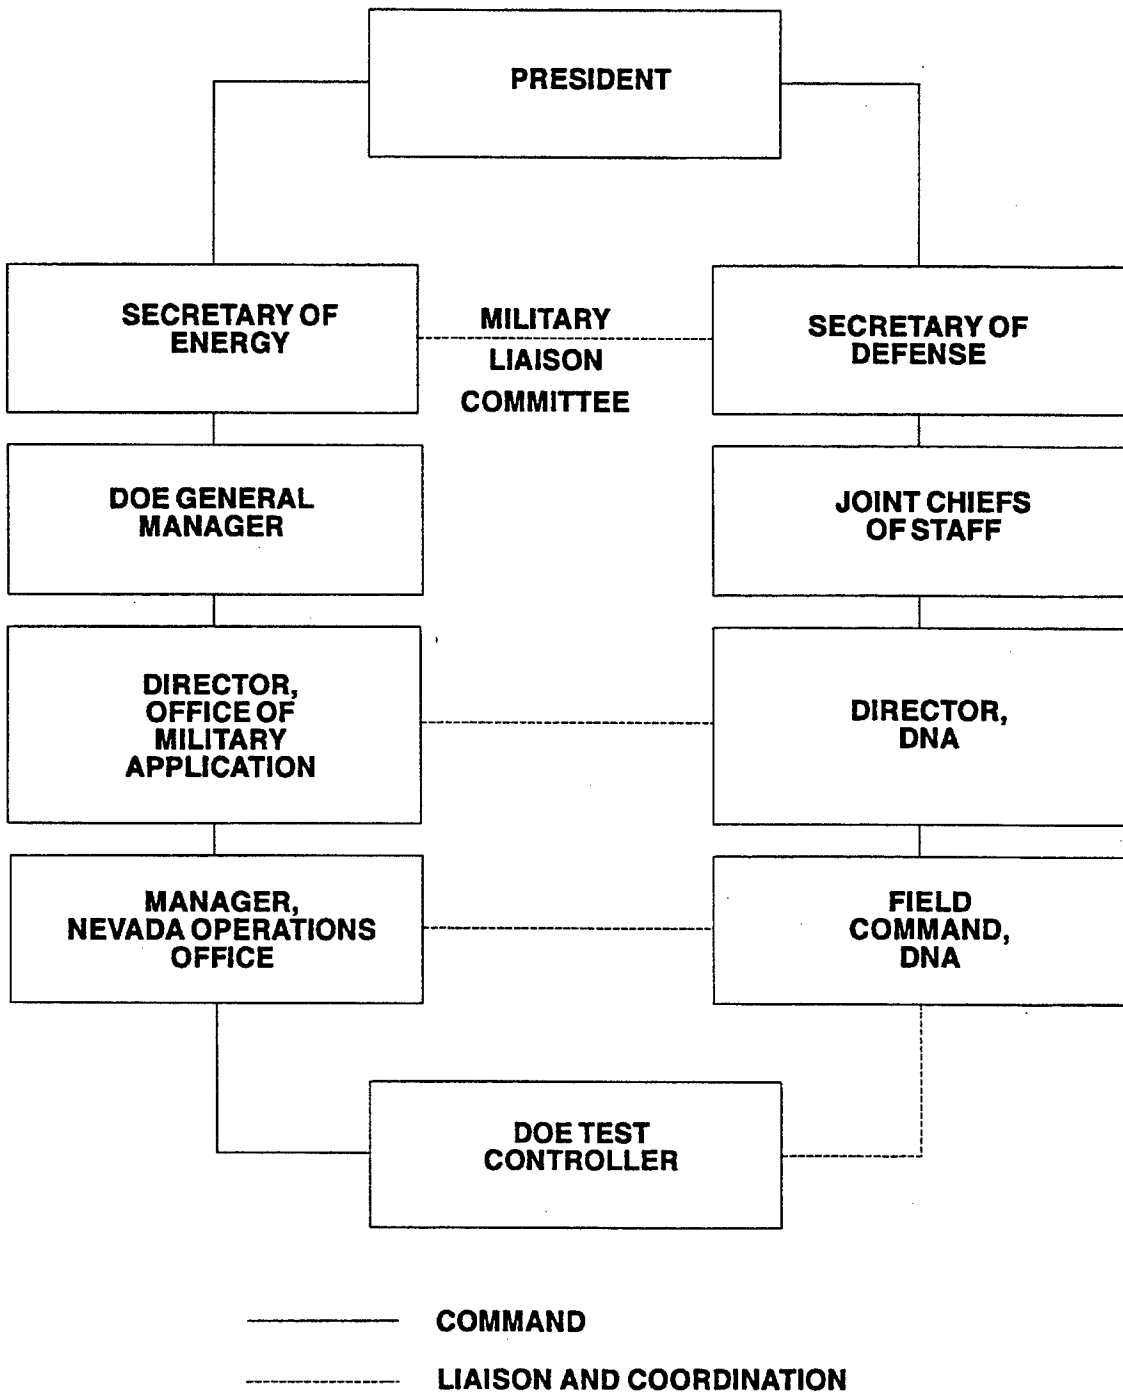 PRESIDENT
SECRETARY OF
ENERGY
MILITARY
LIAISON
COMMITTEE
SECRETARY OF
DEFENSE
DOE GENERAL
MANAGER
JOINT CHIEFS
OF STAFF
DIRECTOR,
OFFICE OF
MILITARY
APPLICATION
DIRECTOR,
DNA
MANAGER,
NEVADA OPERATIONS
OFFICE
FIELD
COMMAND,
DNA
DOE TEST
CONTROLLER
COMMAND
LIAISON AND COORDINATION